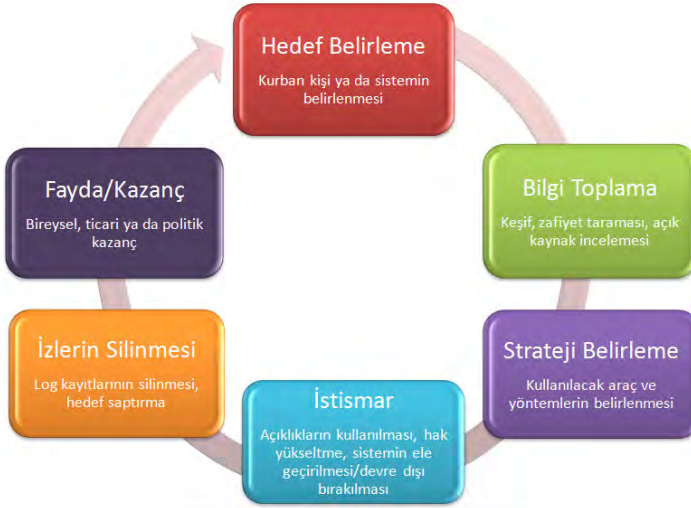 Hedef Belirleme
Kurban kişi ya da sistemin
belirlenmesi
Bilgi Toplama
Keşif, zafiyet taraması, açık
kaynak incelemesi
Strateji Belirleme
Kullanılacak araç ve
yöntemlerin belirlenmesi
İstismar
Açıklıkların kullanılması, hak
yükseltme, sistemin ele
geçirilmesi/devre dışı
bırakılması
İzlerin Silinmesi
Log kayıtlarının silinmesi,
hedef saptırma
Fayda/Kazanç
Bireysel, ticari ya da politik
kazanç